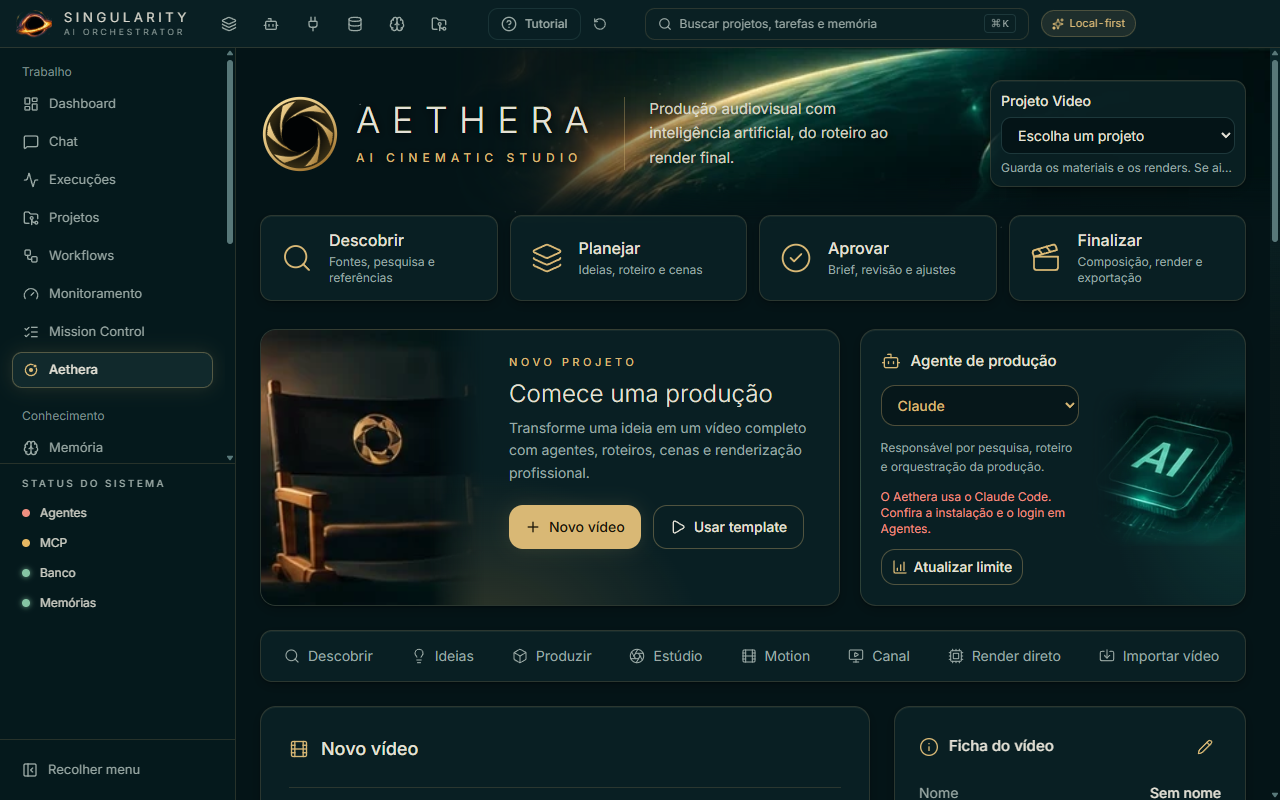 SINGULARITY
AI ORCHESTRATOR
Tutorial
Buscar projetos, tarefas e memória
⌘K
Local-first
Trabalho
Dashboard
Chat
Execuções
Projetos
Workflows
Monitoramento
Mission Control
Aethera
Conhecimento
Memória
STATUS DO SISTEMA
Agentes
MCP
Banco
Memórias
Recolher menu
AETHERA
AI CINEMATIC STUDIO
Produção audiovisual com
inteligência artificial, do roteiro ao
render final.
Projeto Video
Escolha um projeto
Guarda os materiais e os renders. Se ai...
Descobrir
Fontes, pesquisa e
referências
Planejar
Ideias, roteiro e cenas
Aprovar
Brief, revisão e ajustes
Finalizar
Composição, render e
exportação
NOVO PROJETO
Comece uma produção
Transforme uma ideia em um vídeo completo
com agentes, roteiros, cenas e renderização
profissional.
Novo vídeo
Usar template
Agente de produção
Claude
Responsável por pesquisa, roteiro
e orquestração da produção.
O Aethera usa o Claude Code.
Confira a instalação e o login em
Agentes.
Atualizar limite
AI
Descobrir
Ideias
Produzir
Estúdio
Motion
Canal
Render direto
Importar vídeo
Novo vídeo
Ficha do vídeo
Nome
Sem nome